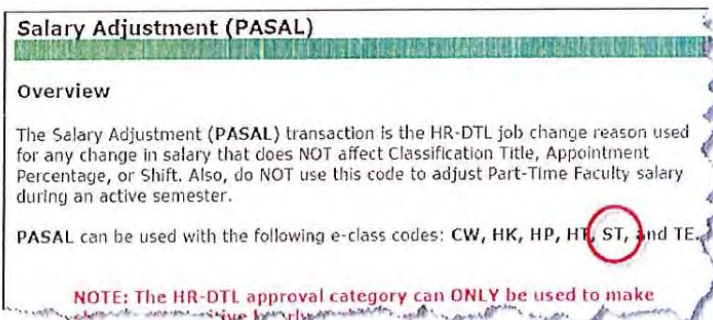 Salary Adjustment (PASAL)
Overview
The Salary Adjustment (PASAL) transaction is the HR-DTL job change reason used
for any change in salary that does NOT affect Classification Title, Appointment
Percentage, or Shift. Also, do NOT use this code to adjust Part-Time Faculty salary
during an active semester.
PASAL can be used with the following e-class codes: CW, HK, HP, HT, ST, and TE.
NOTE: The HR-DTL approval category can ONLY be used to make